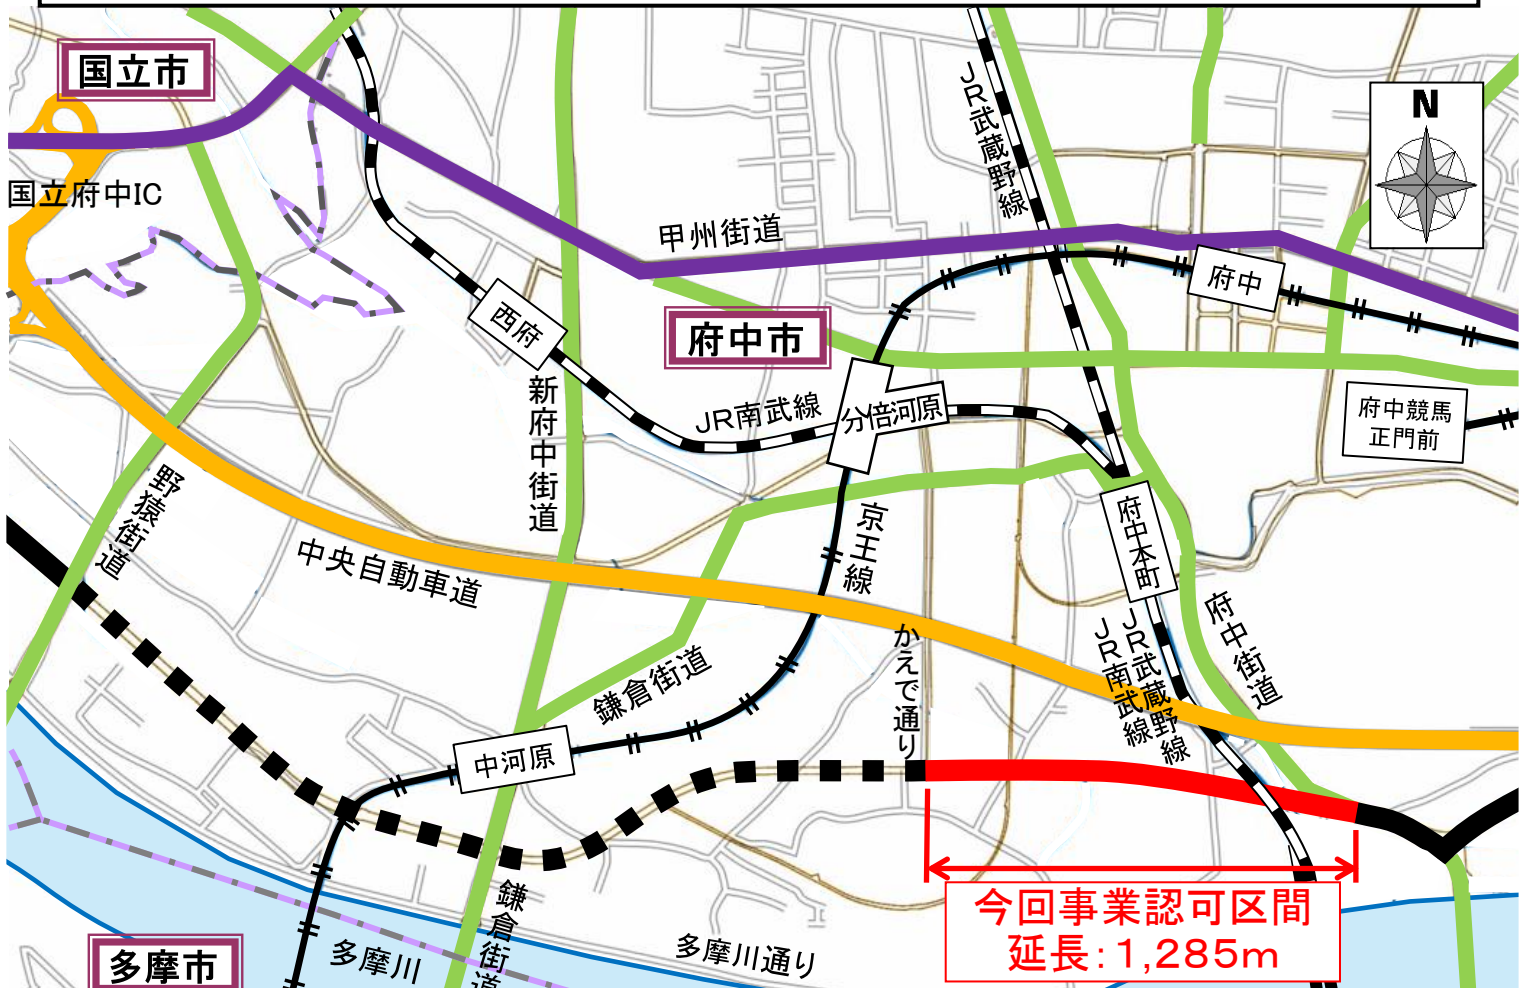 国立市
N
国立府中IC
JR武蔵野線
甲州街道
府中
西府
府中市
新府中街道
JR南武線
分倍河原
府中競馬
正門前
野猿街道
中央自動車道
京王線
府中本町
かえで通り
鎌倉街道
JR南武線
JR武蔵野線
府中街道
中河原
鎌倉街道
今回事業認可区間
延長：1,285m
多摩市
多摩川
多摩川通り